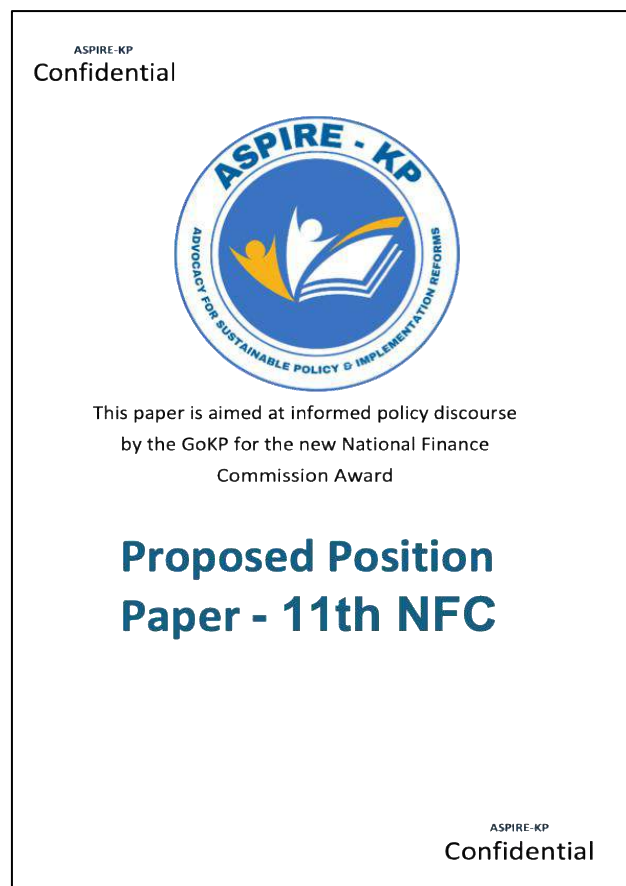 ASPIRE-KP
Confidential
ASPIRE - KP
ADVOCACY FOR SUSTAINABLE POLICY & IMPLEMENTATION REFORMS
This paper is aimed at informed policy discourse
by the GoKP for the new National Finance
Commission Award
Proposed Position
Paper - 11th NFC
ASPIRE-KP
Confidential